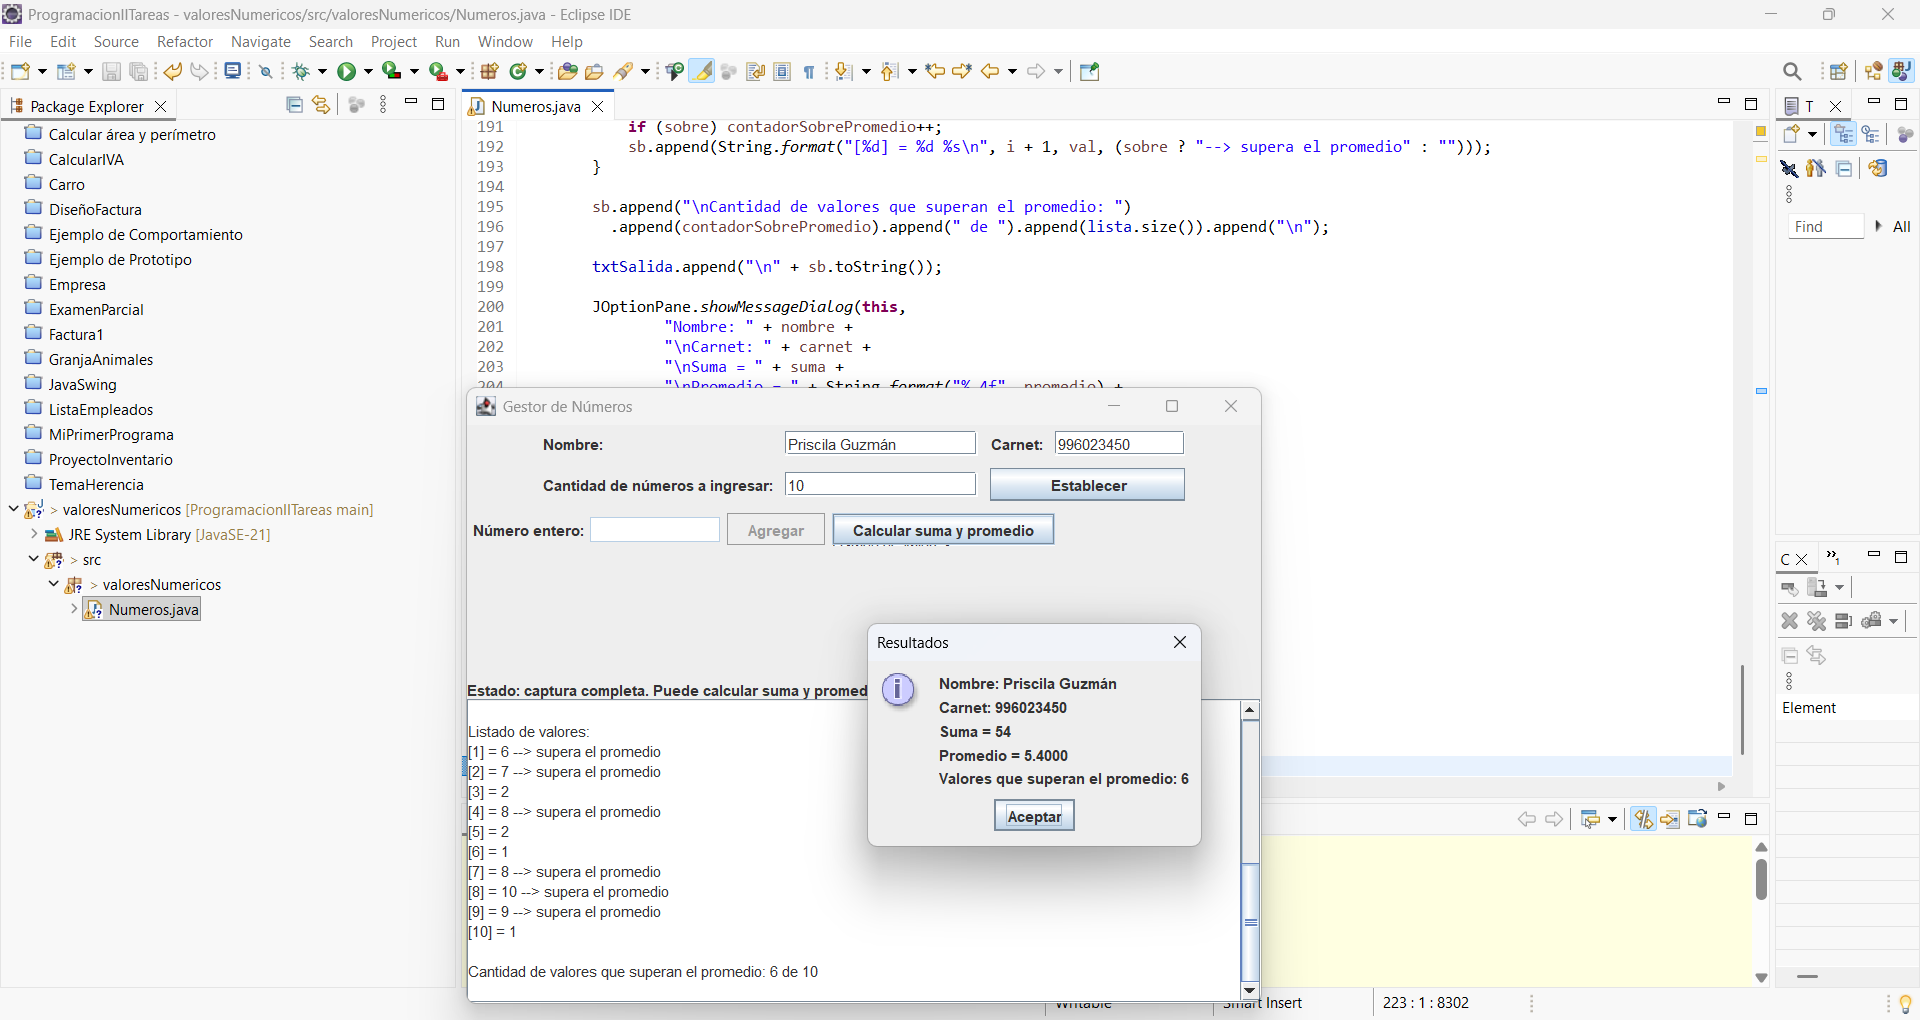 ProgramacionIITareas - valoresNumericos/src/valoresNumericos/Numeros.java - Eclipse IDE
File Edit Source Refactor Navigate Search Project Run Window Help
Package Explorer
Calcular área y perímetro
CalcularIVA
Carro
DiseñoFactura
Ejemplo de Comportamiento
Ejemplo de Prototipo
Empresa
ExamenParcial
Factura1
GranjaAnimales
JavaSwing
ListaEmpleados
MiPrimerPrograma
ProyectoInventario
TemaHerencia
> valoresNumericos [ProgramacionIITareas main]
JRE System Library [JavaSE-21]
> src
> valoresNumericos
Numeros.java
Numeros.java
191 if (sobre) contadorSobrePromedio++;
192 sb.append(String.format("[%d] = %d %s\n", i + 1, val, (sobre ? "--> supera el promedio" : "")));
193 }
194
195 sb.append("\nCantidad de valores que superan el promedio: ")
196 .append(contadorSobrePromedio).append(" de ").append(lista.size()).append("\n");
197
198 txtSalida.append("\n" + sb.toString());
199
200 JOptionPane.showMessageDialog(this,
201 "Nombre: " + nombre +
202 "\nCarnet: " + carnet +
203 "\nSuma = " + suma +
204 "\nPromedio = " + String.format("%.4f", promedio) +
Gestor de Números
Nombre: Priscila Guzmán Carnet: 996023450
Cantidad de números a ingresar: 10 Establecer
Número entero: Agregar Calcular suma y promedio
Estado: captura completa. Puede calcular suma y promed
Listado de valores:
[1] = 6 --> supera el promedio
[2] = 7 --> supera el promedio
[3] = 2
[4] = 8 --> supera el promedio
[5] = 2
[6] = 1
[7] = 8 --> supera el promedio
[8] = 10 --> supera el promedio
[9] = 9 --> supera el promedio
[10] = 1
Cantidad de valores que superan el promedio: 6 de 10
Resultados
Nombre: Priscila Guzmán
Carnet: 996023450
Suma = 54
Promedio = 5.4000
Valores que superan el promedio: 6
Aceptar
T
Find All
C
Element
Writable Smart Insert 223 : 1 : 8302